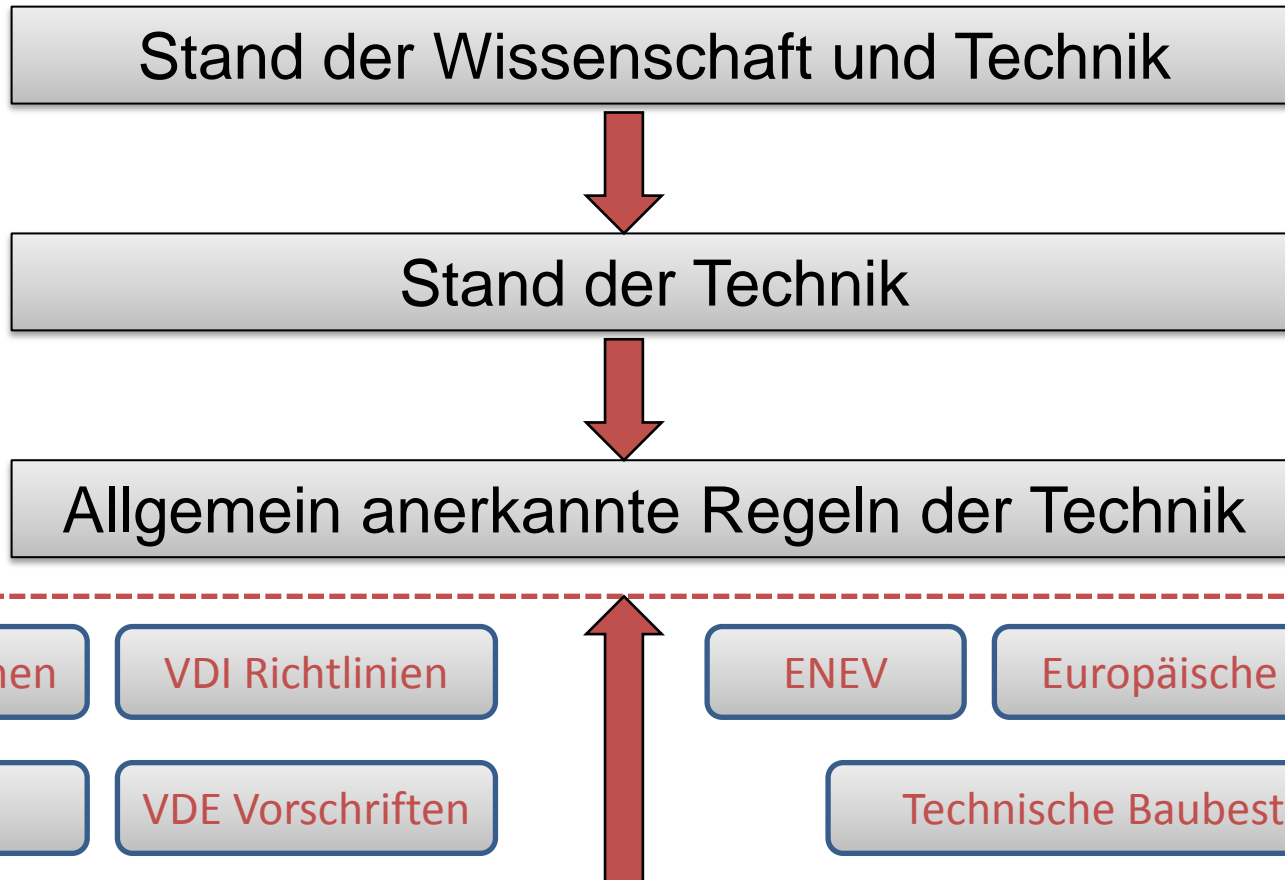 Stand der Wissenschaft und Technik
Stand der Technik
Allgemein anerkannte Regeln der Technik
nen
VDI Richtlinien
ENEV
Europäische
VDE Vorschriften
Technische Baubest